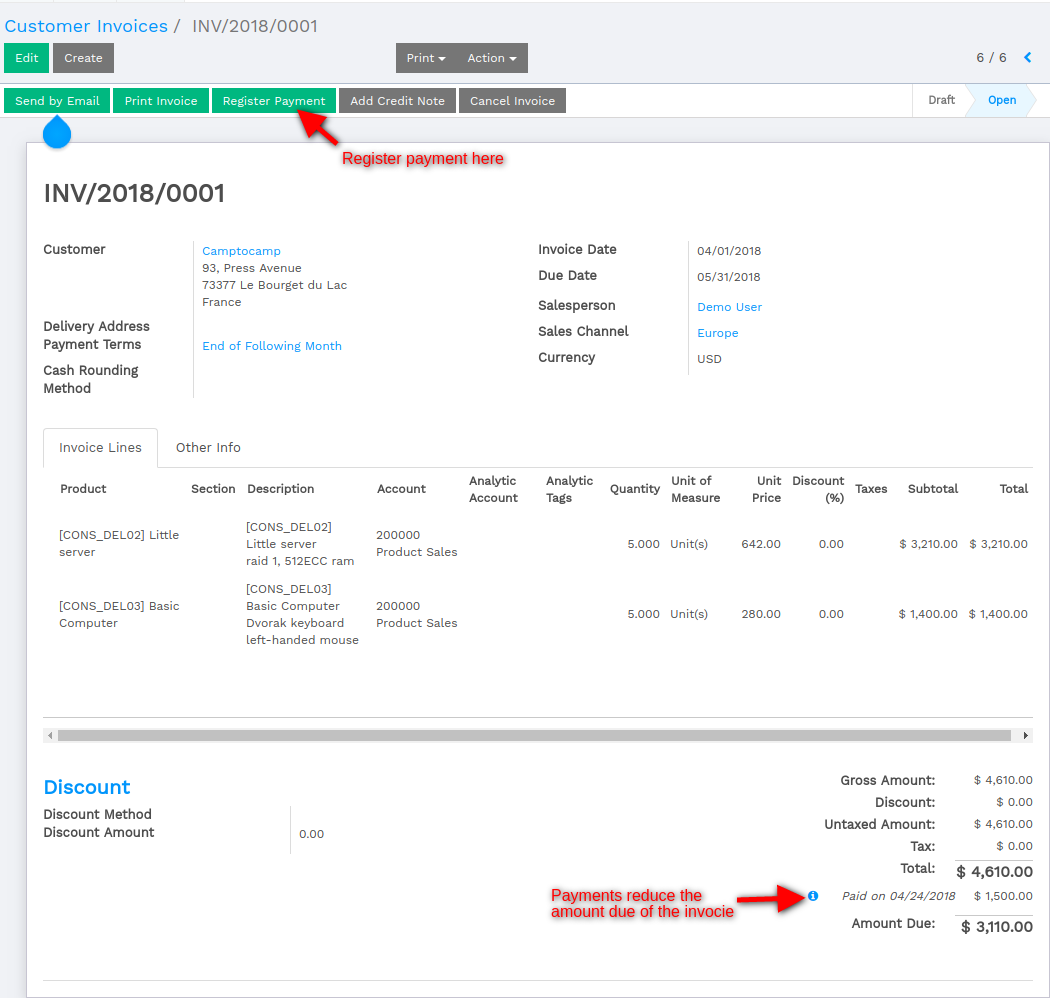 Customer Invoices / INV/2018/0001
Edit Create Print Action 6 / 6
Send by Email Print Invoice Register Payment Add Credit Note Cancel Invoice Draft Open
Register payment here
INV/2018/0001
Customer Camptocamp Invoice Date 04/01/2018
93, Press Avenue
73377 Le Bourget du Lac Due Date 05/31/2018
France Salesperson Demo User
Delivery Address Sales Channel Europe
Payment Terms End of Following Month
Currency USD
Cash Rounding
Method
Invoice Lines Other Info
Product Section Description Account Analytic Account Analytic Tags Quantity Unit of Measure Unit Price Discount (%) Taxes Subtotal Total
[CONS_DEL02] Little server [CONS_DEL02] Little server raid 1, 512ECC ram 200000 Product Sales 5.000 Unit(s) 642.00 0.00 $ 3,210.00 $ 3,210.00
[CONS_DEL03] Basic Computer [CONS_DEL03] Basic Computer Dvorak keyboard left-handed mouse 200000 Product Sales 5.000 Unit(s) 280.00 0.00 $ 1,400.00 $ 1,400.00
Discount
Discount Method
Discount Amount 0.00
Gross Amount: $ 4,610.00
Discount: $ 0.00
Untaxed Amount: $ 4,610.00
Tax: $ 0.00
Total: $ 4,610.00
Payments reduce the
amount due of the invocie
Paid on 04/24/2018 $ 1,500.00
Amount Due: $ 3,110.00